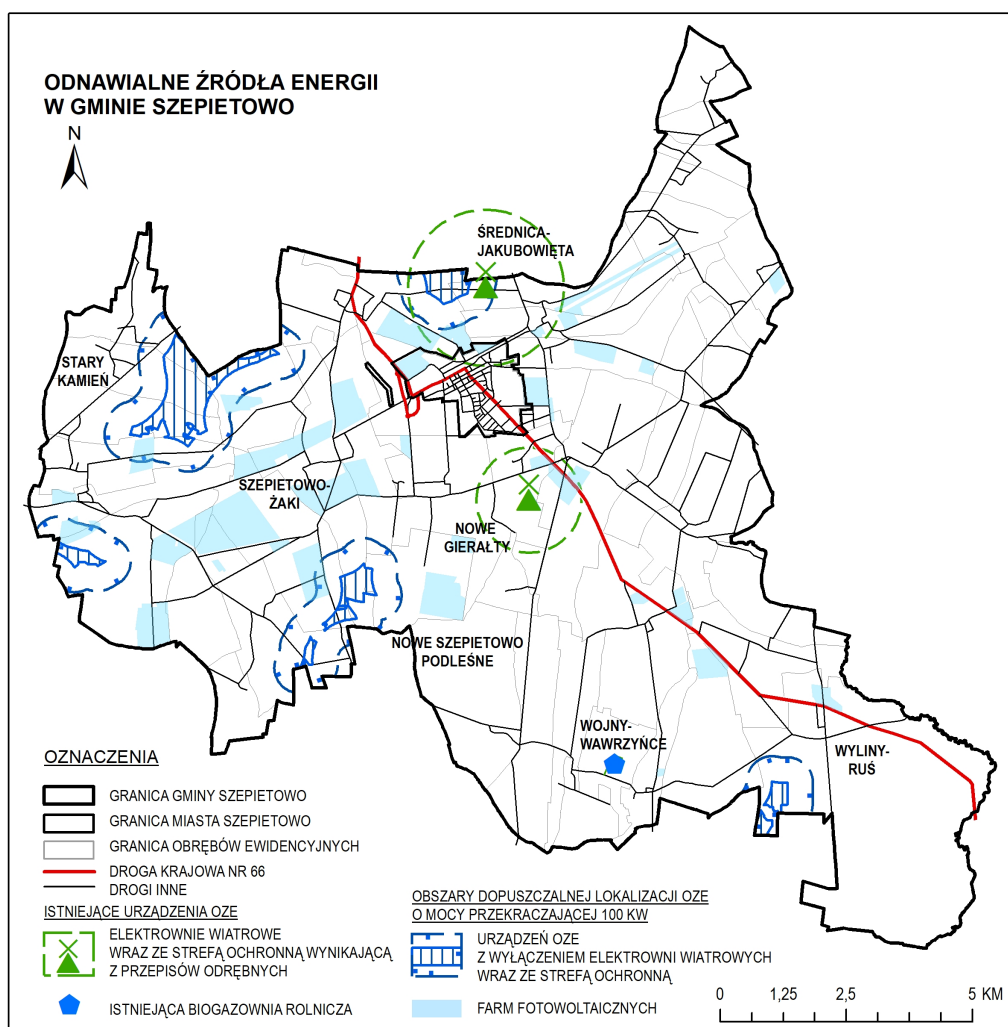 ODNAWIALNE ŹRÓDŁA ENERGII
W GMINIE SZEPIETOWO
N
ŚREDNICA-
JAKUBOWIĘTA
STARY
KAMIEŃ
SZEPIETOWO-
ŻAKI
NOWE
GIERAŁTY
NOWE SZEPIETOWO
PODLEŚNE
WOJNY-
WAWRZYŃCE
WYLINY-
RUŚ
OZNACZENIA
GRANICA GMINY SZEPIETOWO
GRANICA MIASTA SZEPIETOWO
GRANICA OBRĘBÓW EWIDENCYJNYCH
DROGA KRAJOWA NR 66
DROGI INNE
ISTNIEJĄCE URZĄDZENIA OZE
ELEKTROWNIE WIATROWE
WRAZ ZE STREFĄ OCHRONNĄ WYNIKAJĄCĄ
Z PRZEPISÓW ODRĘBNYCH
ISTNIEJĄCA BIOGAZOWNIA ROLNICZA
OBSZARY DOPUSZCZALNEJ LOKALIZACJI OZE
O MOCY PRZEKRACZAJĄCEJ 100 KW
URZĄDZEŃ OZE
Z WYŁĄCZENIEM ELEKTROWNI WIATROWYCH
WRAZ ZE STREFĄ OCHRONNĄ
FARM FOTOWOLTAICZNYCH
0 1,25 2,5 5 KM